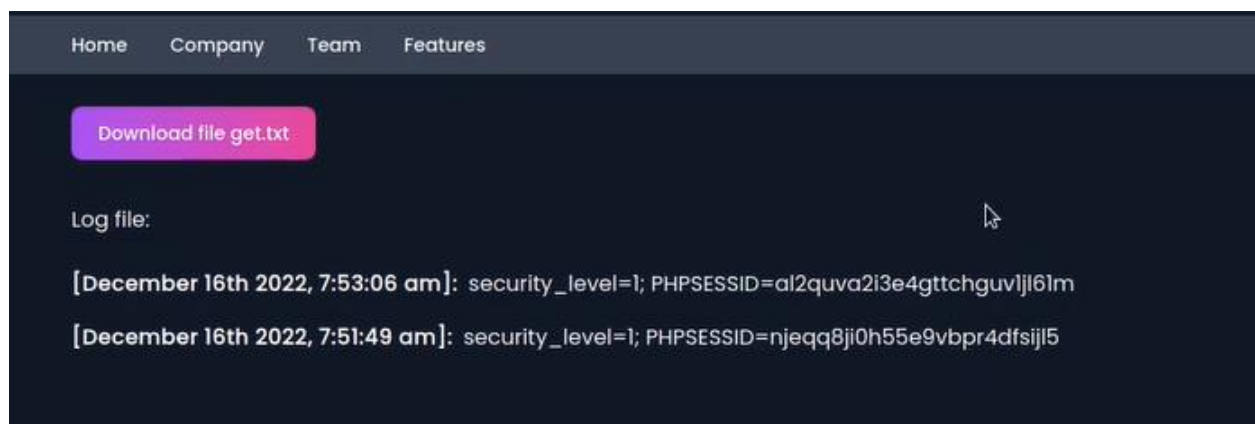 Home Company Team Features
Download file get.txt
Log file:
[December 16th 2022, 7:53:06 am]: security_level=1; PHPSESSID=al2quva2i3e4gttchguv1jl61m
[December 16th 2022, 7:51:49 am]: security_level=1; PHPSESSID=njeqq8ji0h55e9vbpr4dfsijl5